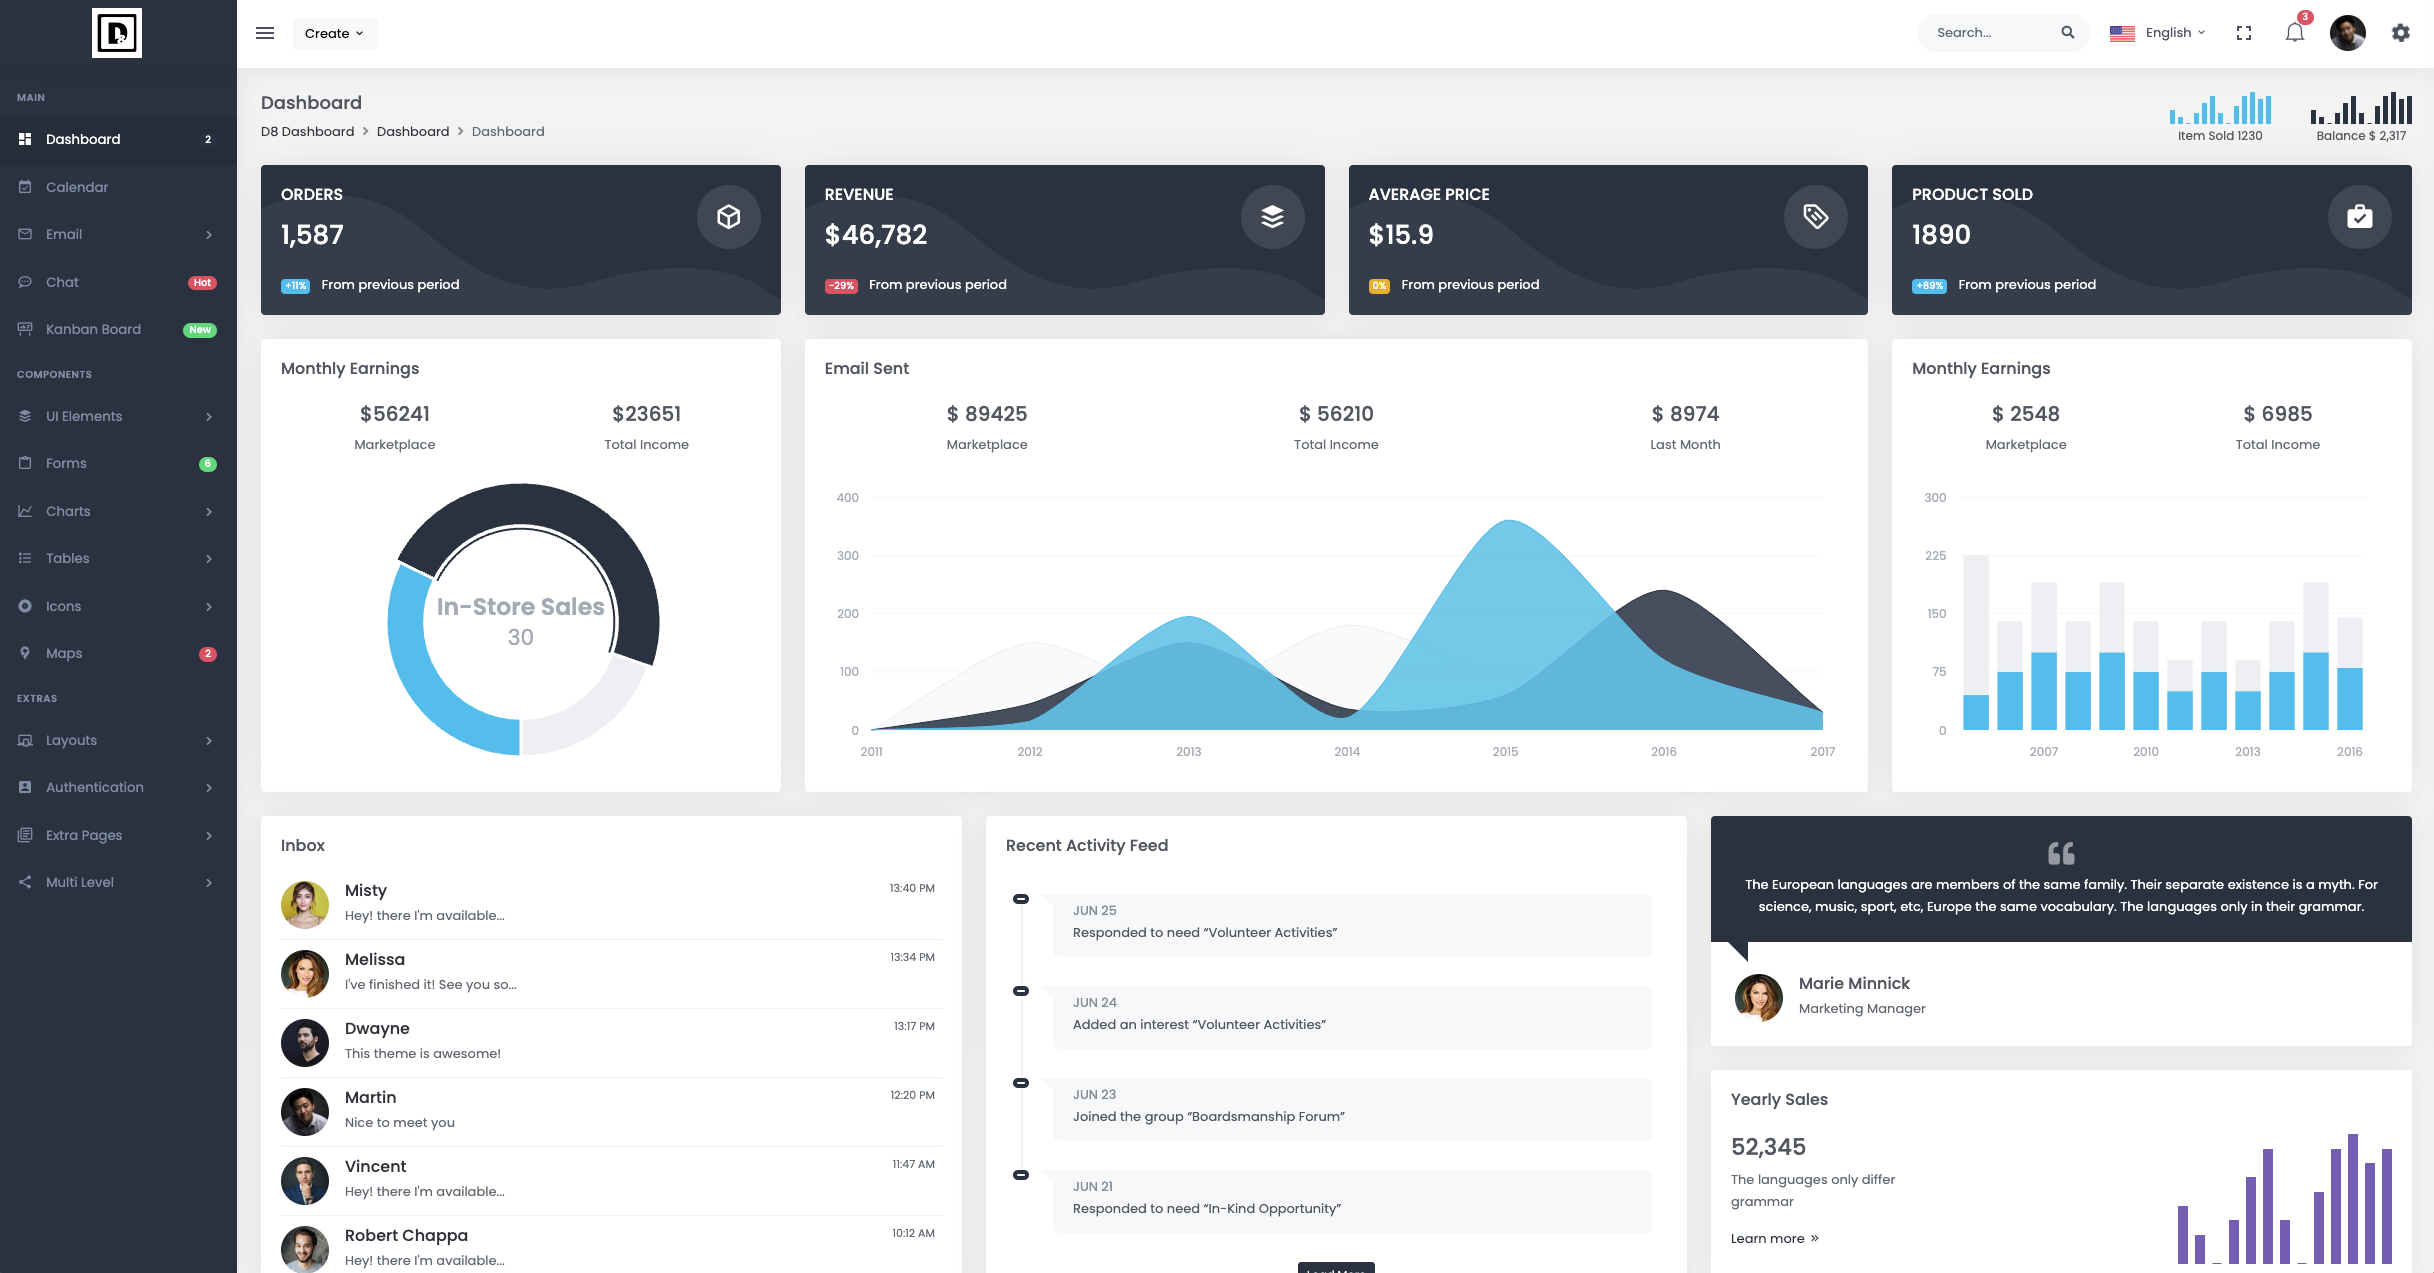 D8
Create
Search...
English
3
MAIN
Dashboard
2
Calendar
Email
Chat
Hot
Kanban Board
New
COMPONENTS
UI Elements
Forms
6
Charts
Tables
Icons
Maps
2
EXTRAS
Layouts
Authentication
Extra Pages
Multi Level
Dashboard
D8 Dashboard > Dashboard > Dashboard
Item Sold 1230
Balance $ 2,317
ORDERS
1,587
+11% From previous period
REVENUE
$46,782
-29% From previous period
AVERAGE PRICE
$15.9
0% From previous period
PRODUCT SOLD
1890
+89% From previous period
Monthly Earnings
$56241
Marketplace
$23651
Total Income
In-Store Sales
30
Email Sent
$ 89425
Marketplace
$ 56210
Total Income
$ 8974
Last Month
400
300
200
100
0
2011 2012 2013 2014 2015 2016 2017
Monthly Earnings
$ 2548
Marketplace
$ 6985
Total Income
300
225
150
75
0
2007 2010 2013 2016
Inbox
Misty 13:40 PM
Hey! there I'm available...
Melissa 13:34 PM
I've finished it! See you so...
Dwayne 13:17 PM
This theme is awesome!
Martin 12:20 PM
Nice to meet you
Vincent 11:47 AM
Hey! there I'm available...
Robert Chappa 10:12 AM
Hey! there I'm available...
Recent Activity Feed
JUN 25
Responded to need “Volunteer Activities”
JUN 24
Added an interest “Volunteer Activities”
JUN 23
Joined the group “Boardsmanship Forum”
JUN 21
Responded to need “In-Kind Opportunity”
Load More
“
The European languages are members of the same family. Their separate existence is a myth. For
science, music, sport, etc, Europe the same vocabulary. The languages only in their grammar.
Marie Minnick
Marketing Manager
Yearly Sales
52,345
The languages only differ
grammar
Learn more »